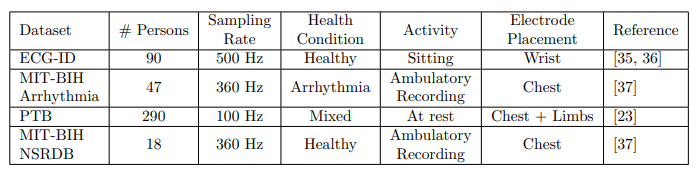 Dataset # Persons Sampling Rate Health Condition Activity Electrode Placement Reference
ECG-ID 90 500 Hz Healthy Sitting Wrist [35, 36]
MIT-BIH Arrhythmia 47 360 Hz Arrhythmia Ambulatory Recording Chest [37]
PTB 290 100 Hz Mixed At rest Chest + Limbs [23]
MIT-BIH NSRDB 18 360 Hz Healthy Ambulatory Recording Chest [37]